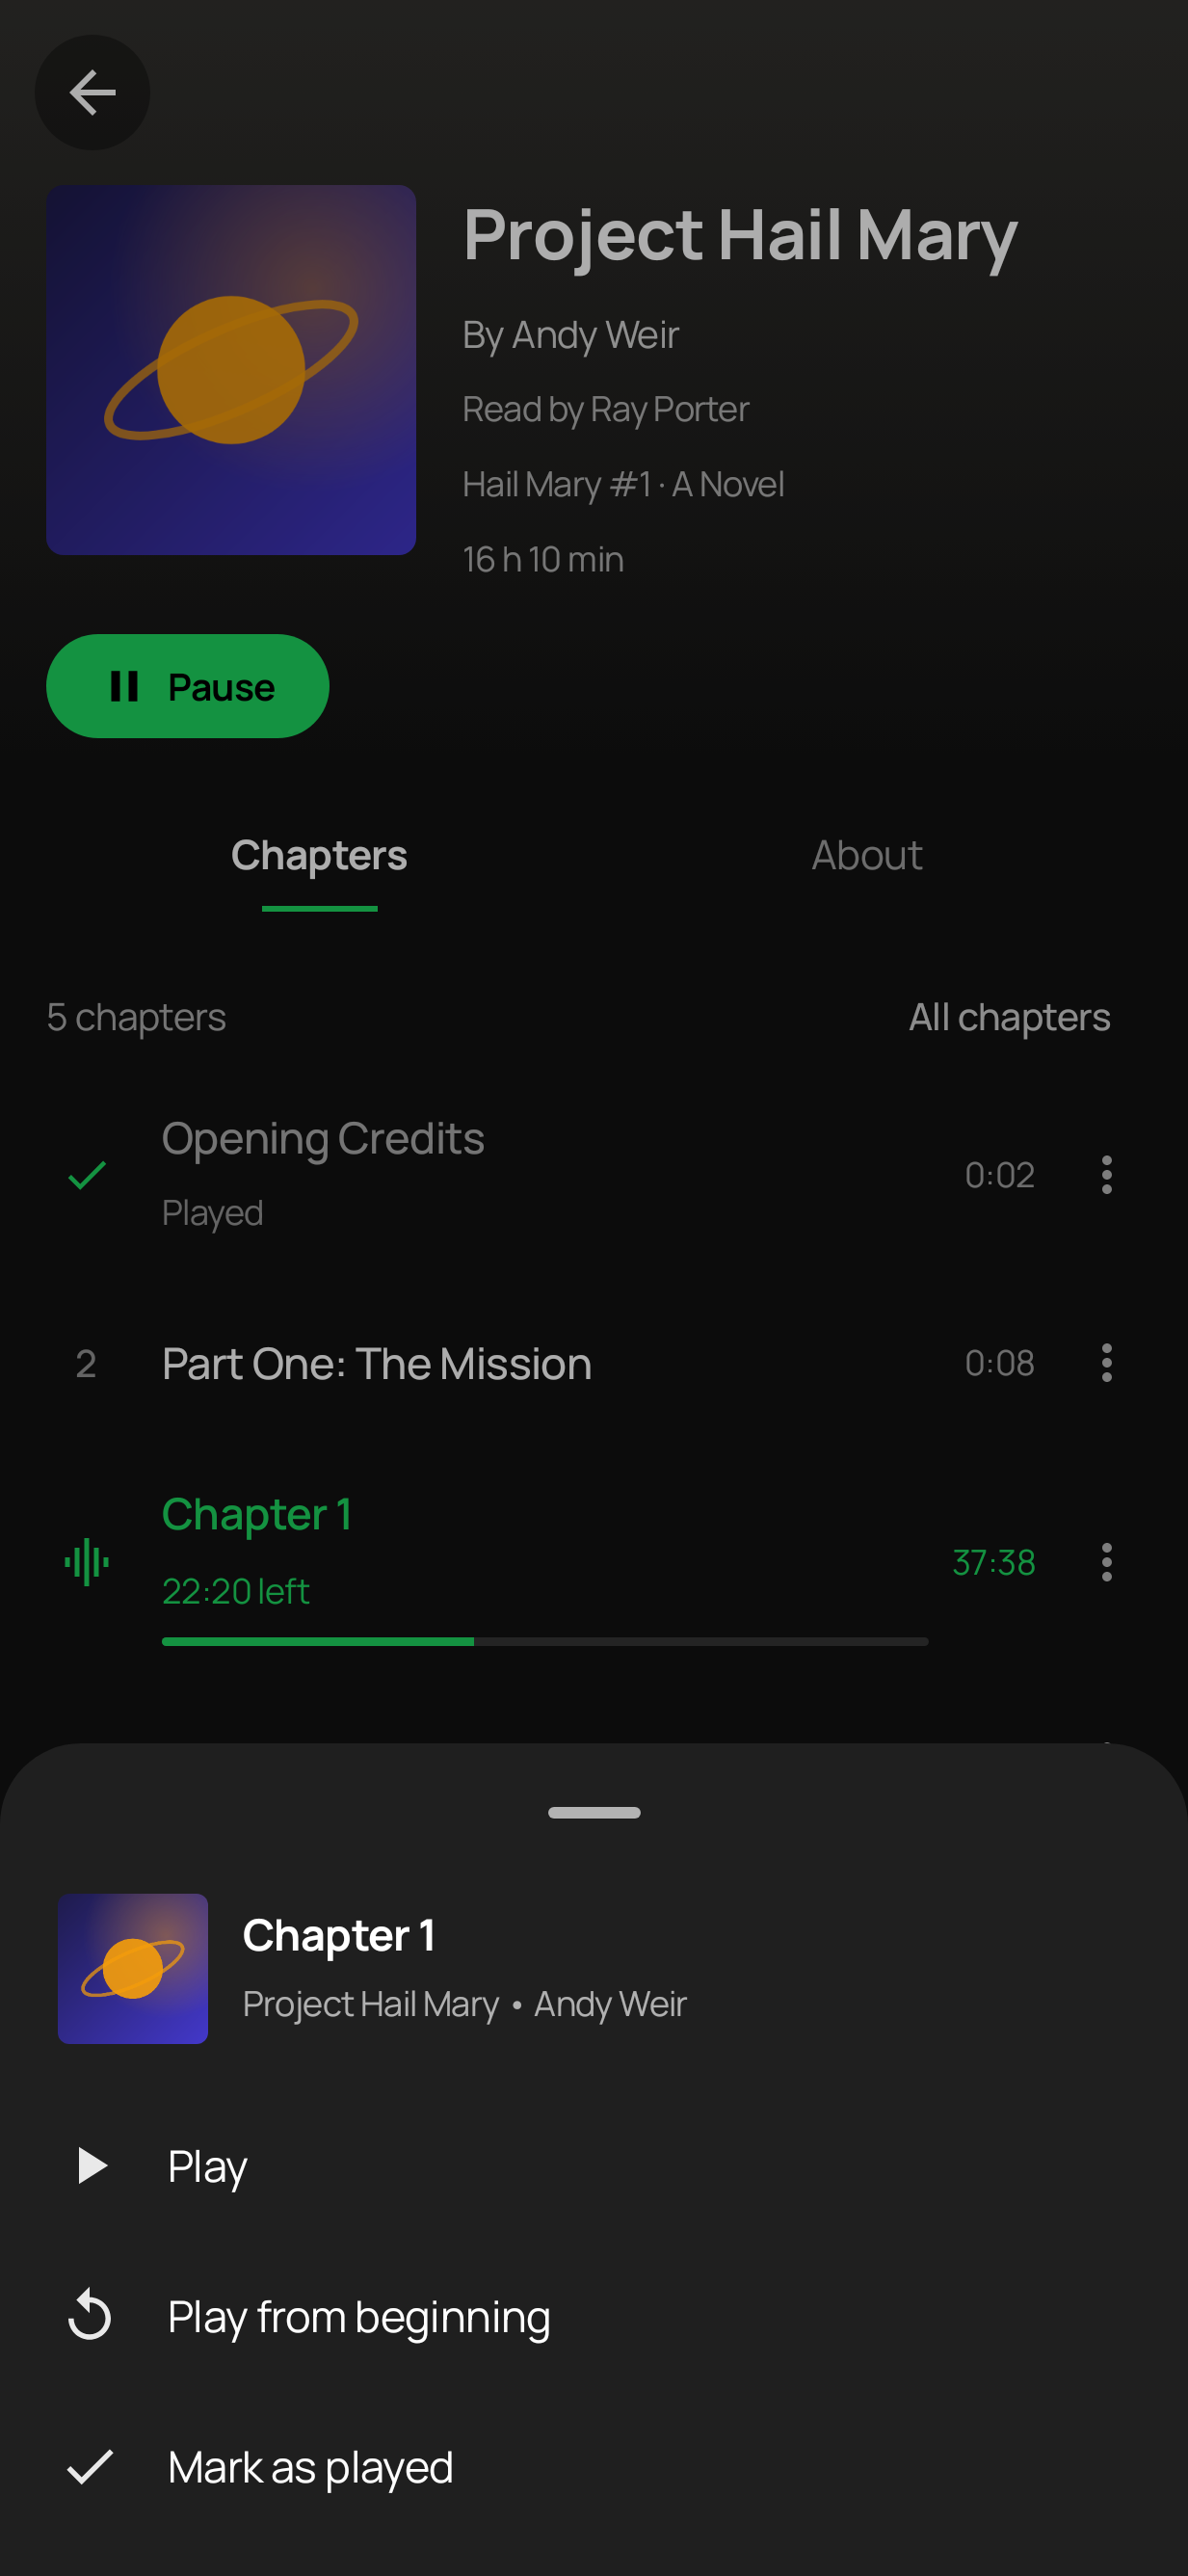 Project Hail Mary
By Andy Weir
Read by Ray Porter
Hail Mary #1 · A Novel
16 h 10 min
Pause
Chapters About
5 chapters All chapters
Opening Credits
0:02
Played
2 Part One: The Mission 0:08
Chapter 1
37:38
22:20 left
Chapter 1
Project Hail Mary • Andy Weir
Play
Play from beginning
Mark as played